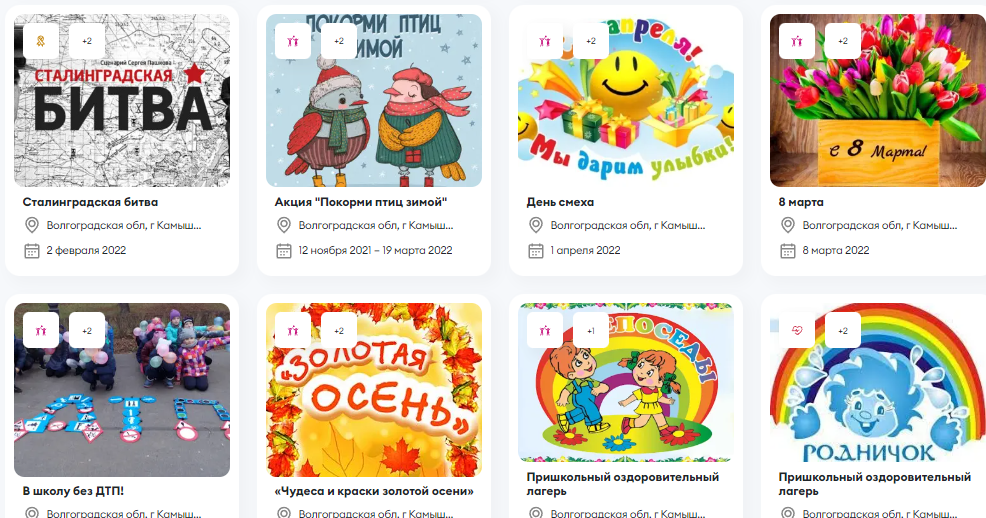 +2
Сценарий Сергея Пашкова
СТАЛИНГРАДСКАЯ
БИТВА
Сталинградская битва
Волгоградская обл, г Камыш...
2 февраля 2022
ПОКОРМИ ПТИЦ
ЗИМОЙ
+2
Акция "Покорми птиц зимой"
Волгоградская обл, г Камыш...
12 ноября 2021 – 19 марта 2022
апреля!
+2
Мы дарим улыбки!
День смеха
Волгоградская обл, г Камыш...
1 апреля 2022
+2
с 8 Марта!
8 марта
Волгоградская обл, г Камыш...
8 марта 2022
+2
ДТП
В школу без ДТП!
Волгоградская обл, г Камыш...
+2
«ЗОЛОТАЯ
ОСЕНЬ»
«Чудеса и краски золотой осени»
Волгоградская обл, г Камыш...
+1
ЕПОСЕДЫ
Пришкольный оздоровительный
лагерь
Волгоградская обл, г Камыш...
+2
РОДНИЧОК
Пришкольный оздоровительный
лагерь
Волгоградская обл, г Камыш...